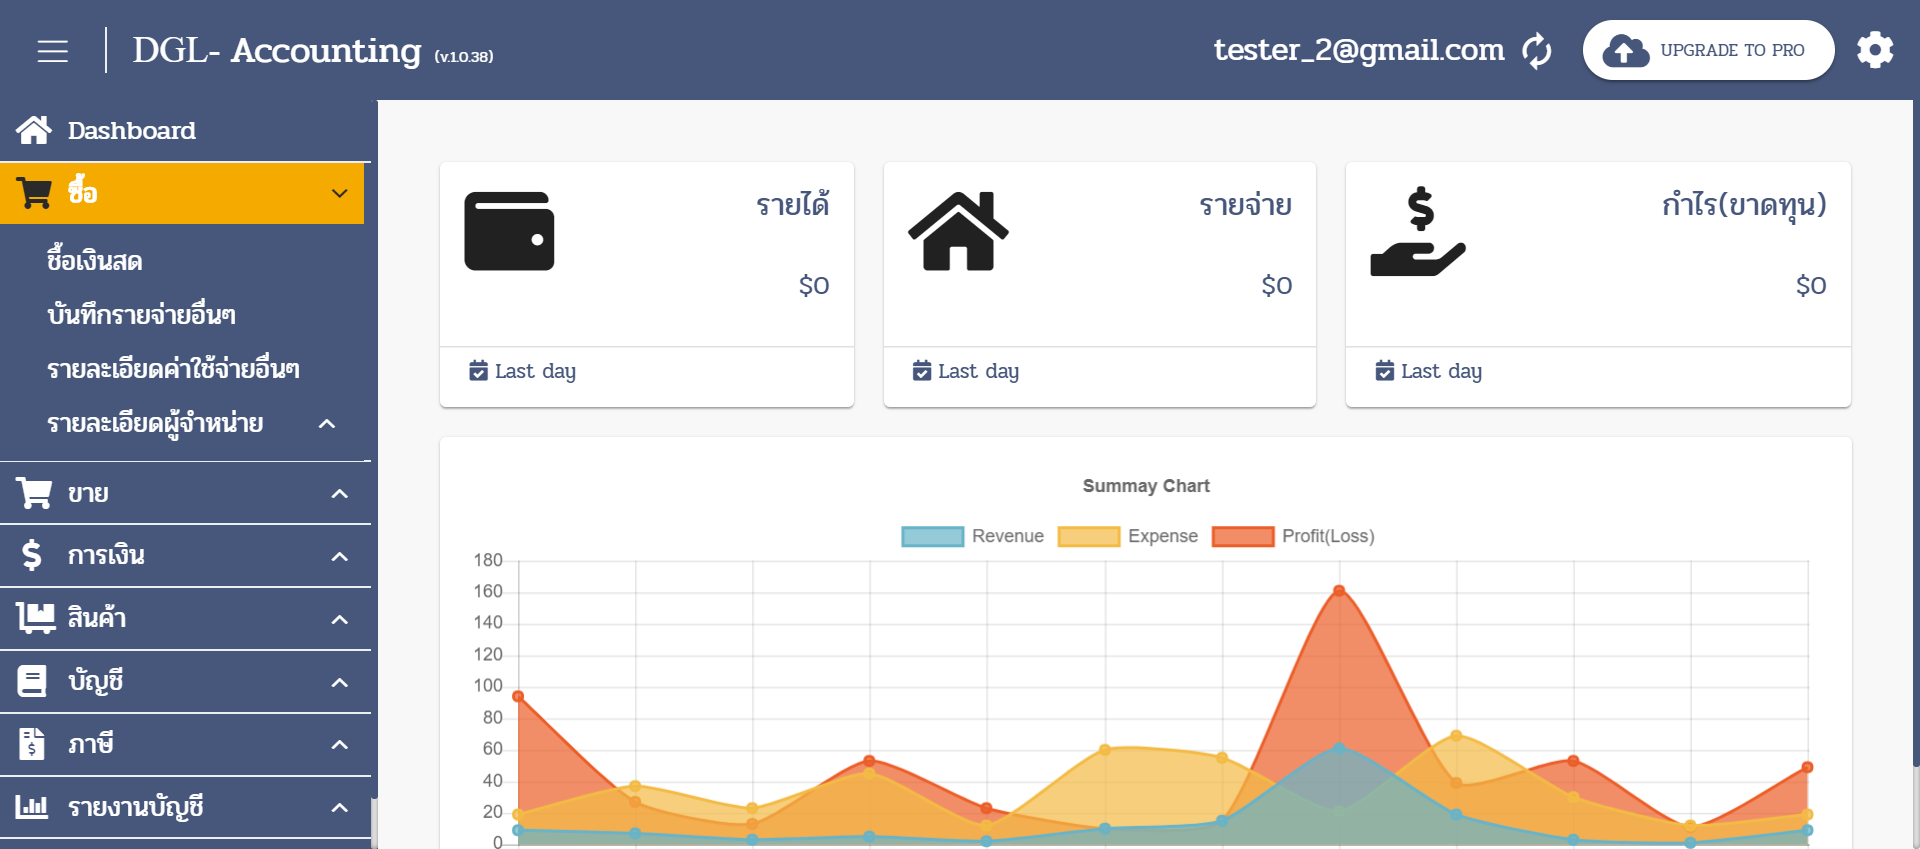 DGL- Accounting (v.1.0.38)
tester_2@gmail.com
UPGRADE TO PRO
Dashboard
ซื้อ
ซื้อเงินสด
บันทึกรายจ่ายอื่นๆ
รายละเอียดค่าใช้จ่ายอื่นๆ
รายละเอียดผู้จำหน่าย
ขาย
การเงิน
สินค้า
บัญชี
ภาษี
รายงานบัญชี
รายได้
$0
Last day
รายจ่าย
$0
Last day
กำไร(ขาดทุน)
$0
Last day
Summay Chart
Revenue Expense Profit(Loss)
180
160
140
120
100
80
60
40
20
0